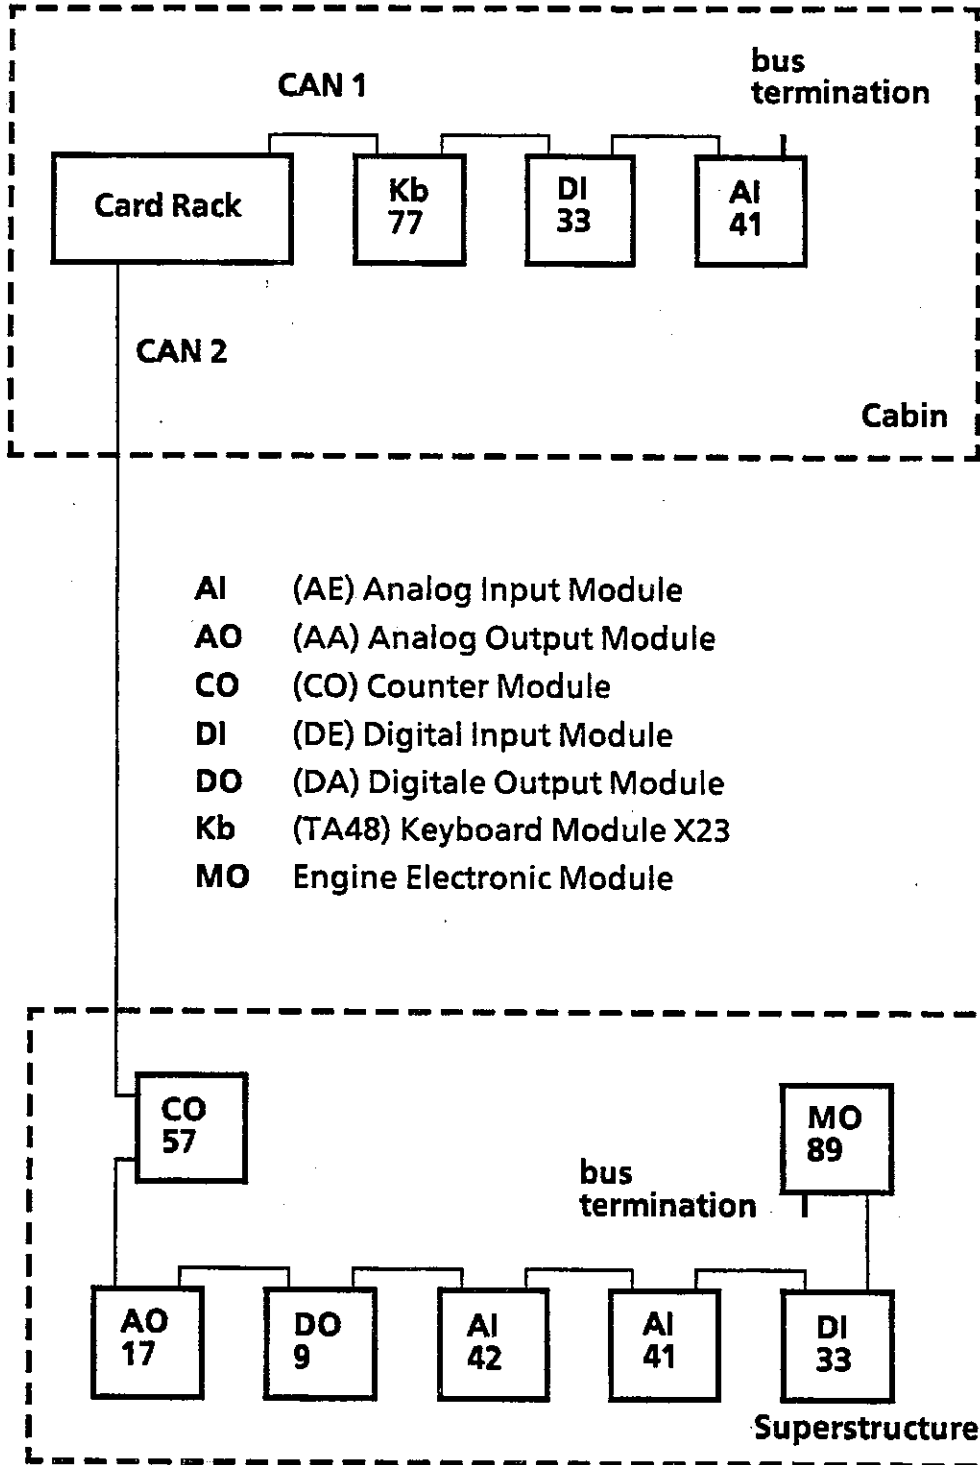 CAN 1
bus
termination
Card Rack
Kb
77
DI
33
AI
41
CAN 2
Cabin
AI (AE) Analog Input Module
AO (AA) Analog Output Module
CO (CO) Counter Module
DI (DE) Digital Input Module
DO (DA) Digitale Output Module
Kb (TA48) Keyboard Module X23
MO Engine Electronic Module
CO
57
MO
89
bus
termination
AO
17
DO
9
AI
42
AI
41
DI
33
Superstructure